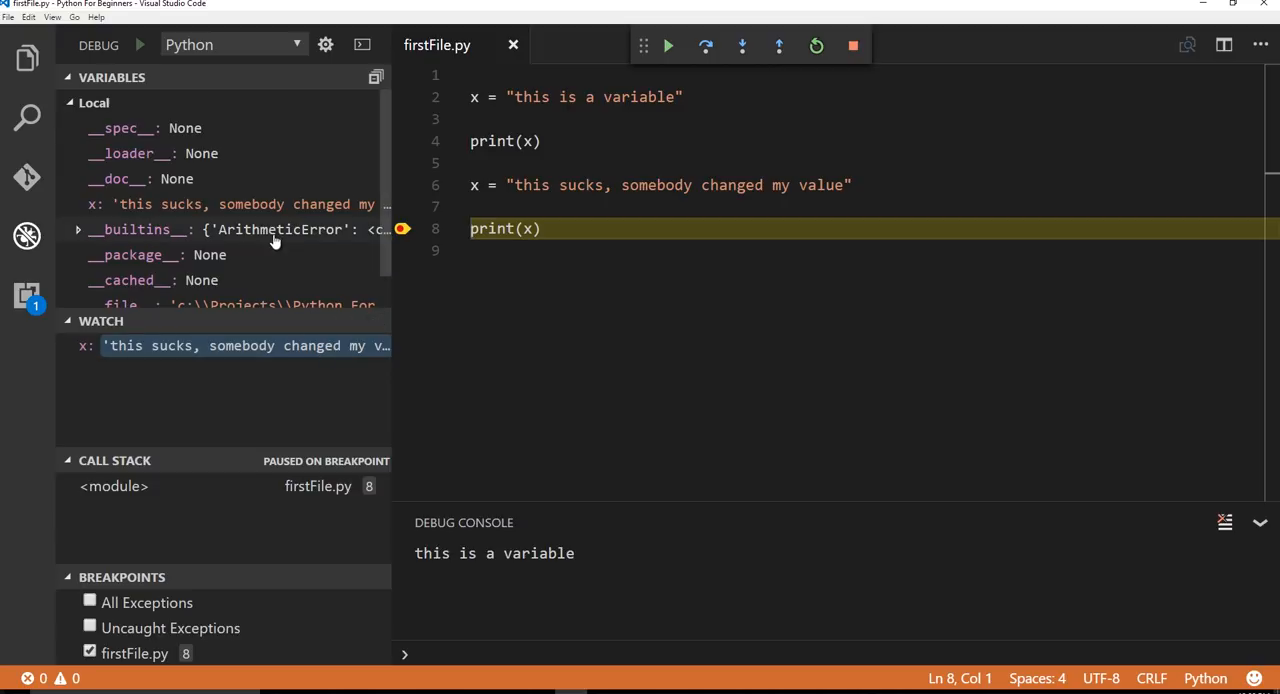 firstFile.py - Python For Beginners - Visual Studio Code
File Edit View Go Help
DEBUG Python
VARIABLES
Local
__spec__: None
__loader__: None
__doc__: None
x: 'this sucks, somebody changed my …
__builtins__: {'ArithmeticError': <c…
__package__: None
__cached__: None
__file__: 'c:\\Projects\\Python For
WATCH
x: 'this sucks, somebody changed my v…
CALL STACK PAUSED ON BREAKPOINT
<module> firstFile.py 8
BREAKPOINTS
All Exceptions
Uncaught Exceptions
firstFile.py 8
1
firstFile.py
1
2 x = "this is a variable"
3
4 print(x)
5
6 x = "this sucks, somebody changed my value"
7
8 print(x)
9
DEBUG CONSOLE
this is a variable
0 0 Ln 8, Col 1 Spaces: 4 UTF-8 CRLF Python